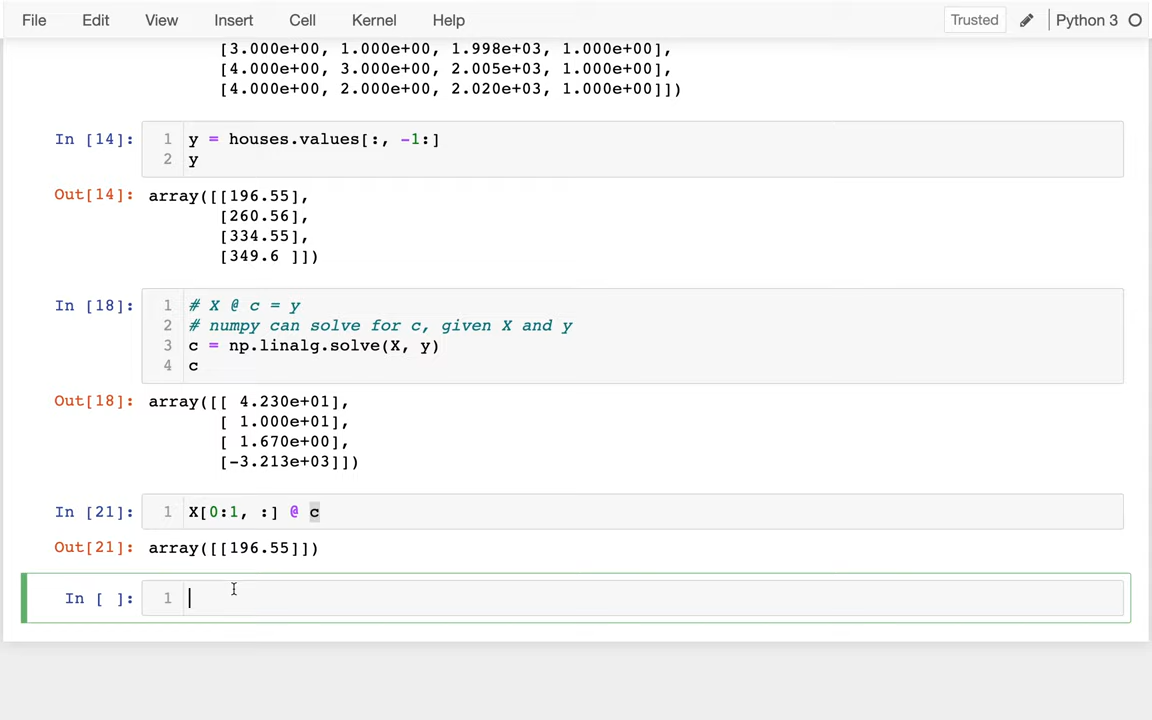 File Edit View Insert Cell Kernel Help Trusted Python 3
[3.000e+00, 1.000e+00, 1.998e+03, 1.000e+00],
[4.000e+00, 3.000e+00, 2.005e+03, 1.000e+00],
[4.000e+00, 2.000e+00, 2.020e+03, 1.000e+00]])
In [14]: 1 y = houses.values[:, -1:]
2 y
Out[14]: array([[196.55],
[260.56],
[334.55],
[349.6 ]])
In [18]: 1 # X @ c = y
2 # numpy can solve for c, given X and y
3 c = np.linalg.solve(X, y)
4 c
Out[18]: array([[ 4.230e+01],
[ 1.000e+01],
[ 1.670e+00],
[-3.213e+03]])
In [21]: 1 X[0:1, :] @ c
Out[21]: array([[196.55]])
In [ ]: 1